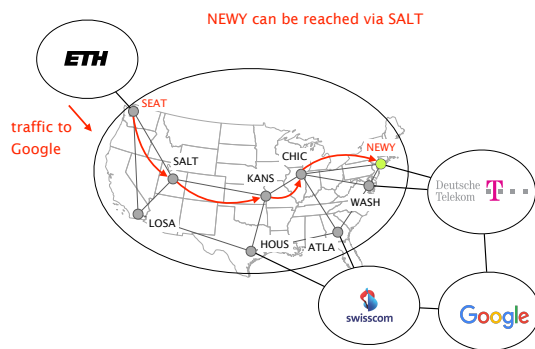 NEWY can be reached via SALT
ETH
SEAT
traffic to
Google
SALT
CHIC
NEWY
KANS
WASH
LOSA
HOUS
ATLA
Deutsche
Telekom
T
swisscom
Google